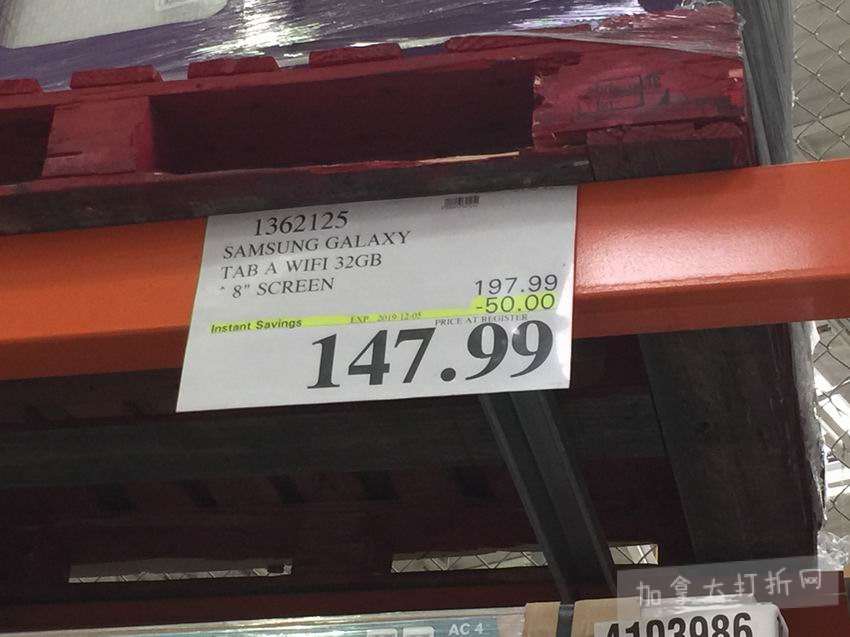 1362125
SAMSUNG GALAXY
TAB A WIFI 32GB
* 8" SCREEN
197.99
-50.00
Instant Savings EXP. 2019-12-05 PRICE AT REGISTER
147.99
加拿大打折网
AC 4
4103986